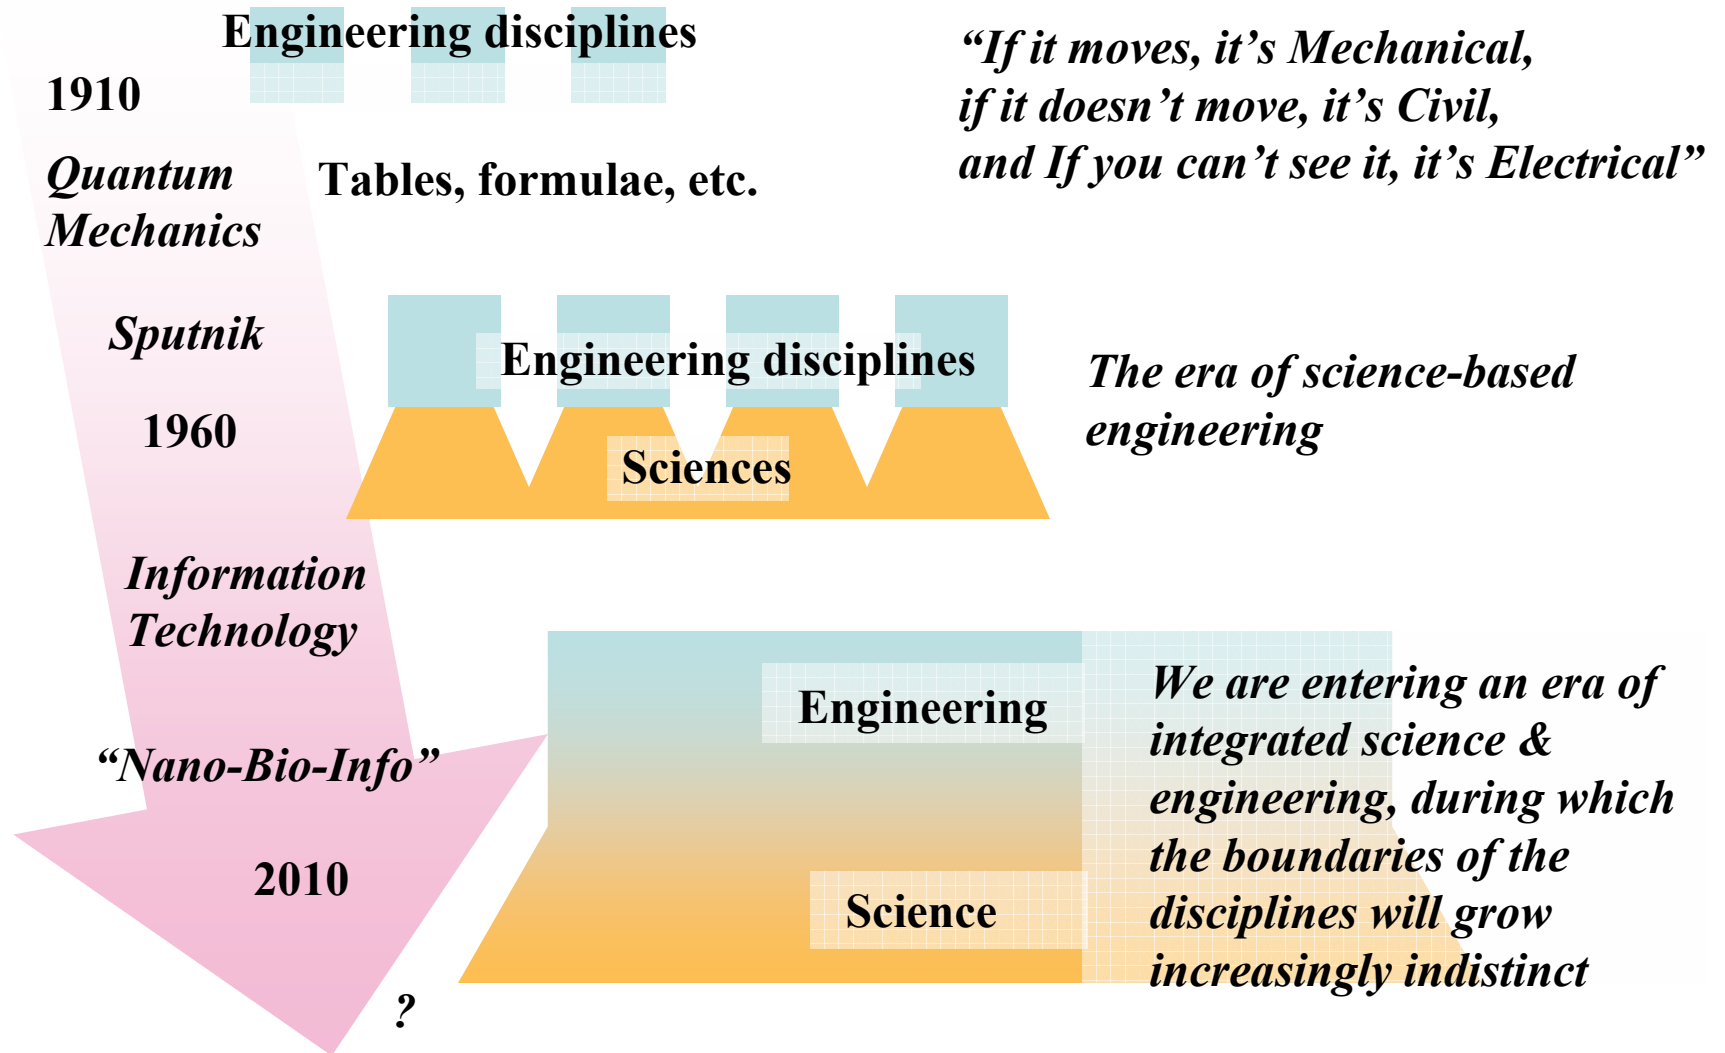 Engineering disciplines
“If it moves, it’s Mechanical,
if it doesn’t move, it’s Civil,
and If you can’t see it, it’s Electrical”
1910
Quantum
Mechanics
Tables, formulae, etc.
Sputnik
1960
Engineering disciplines
Sciences
The era of science-based
engineering
Information
Technology
“Nano-Bio-Info”
2010
?
Engineering
Science
We are entering an era of
integrated science &
engineering, during which
the boundaries of the
disciplines will grow
increasingly indistinct